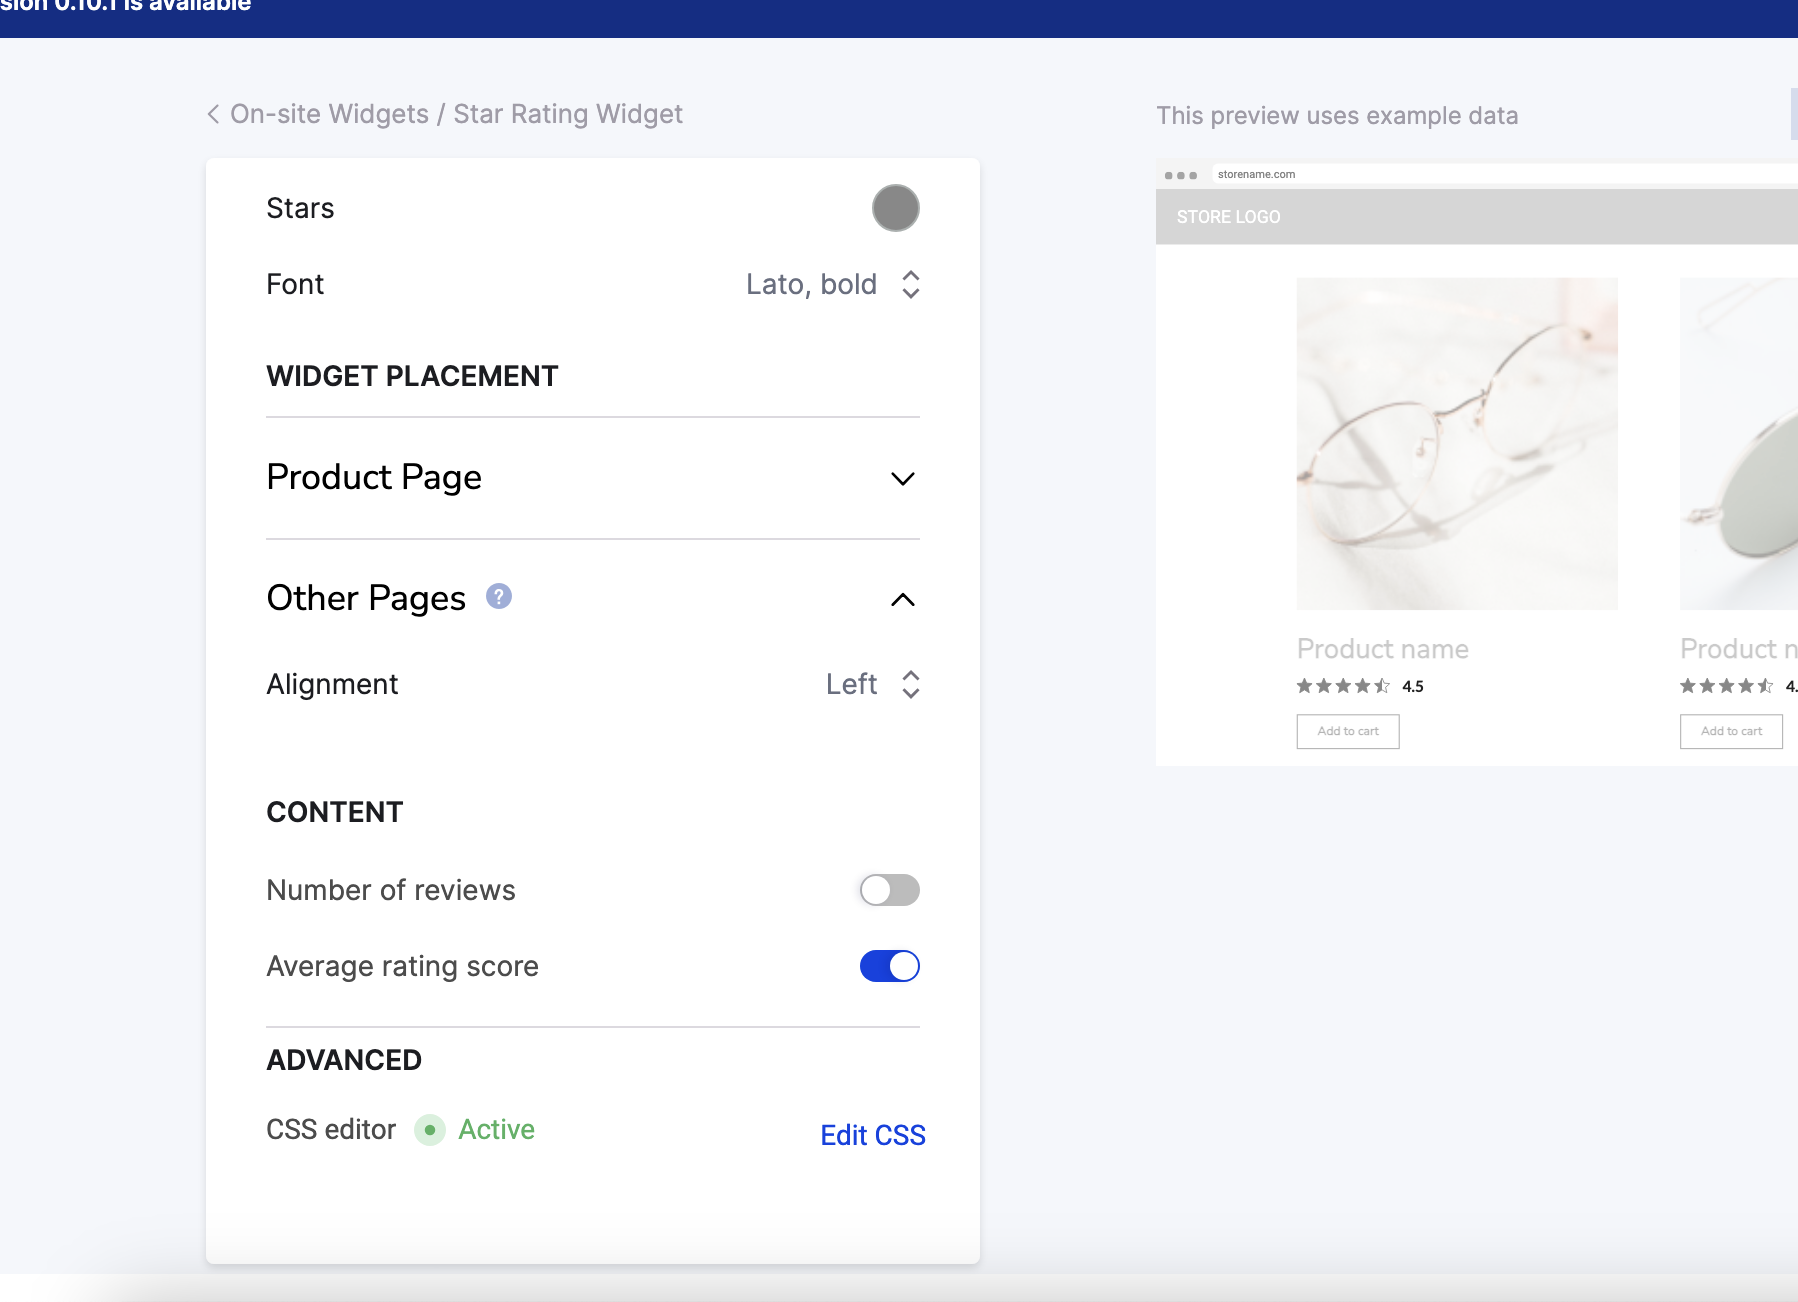 sion 0.10.1 is available
On-site Widgets / Star Rating Widget
This preview uses example data
Stars
storename.com
STORE LOGO
Font
Lato, bold
WIDGET PLACEMENT
Product Page
Other Pages ?
Alignment
Left
Product name
4.5
Add to cart
Product n
4.
Add to cart
CONTENT
Number of reviews
Average rating score
ADVANCED
CSS editor
Active
Edit CSS